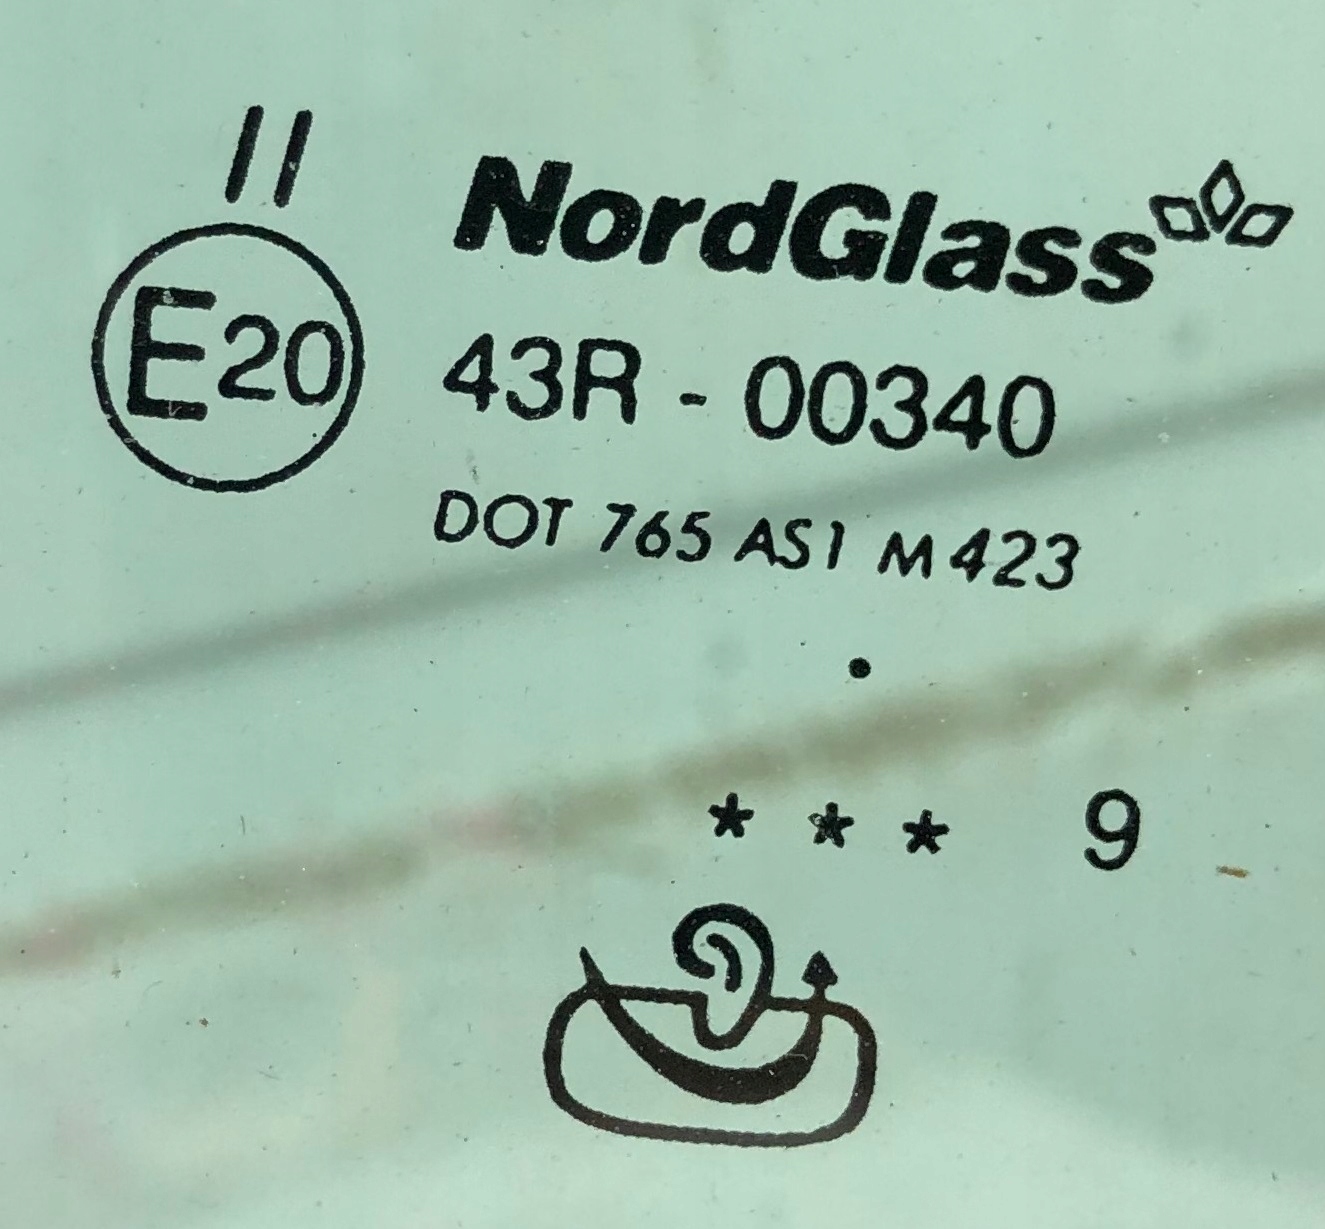 II
NordGlass
E20
43R - 00340
DOT 765 AS1 M423
.
* * * 9